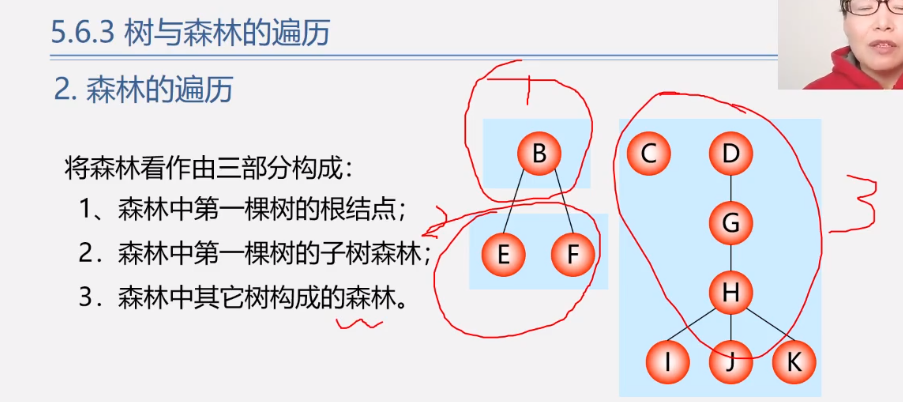 5.6.3 树与森林的遍历
2. 森林的遍历
将森林看作由三部分构成：
1、森林中第一棵树的根结点；
2．森林中第一棵树的子树森林；
3．森林中其它树构成的森林。
1
B
C
D
2
G
3
E
F
H
I
J
K